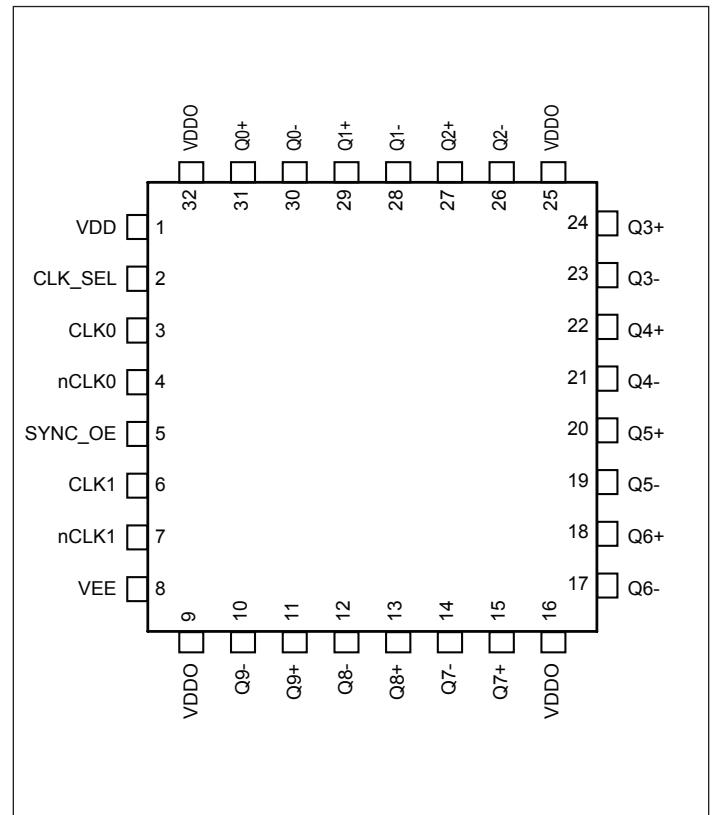 VDDO Q0+ Q0- Q1+ Q1- Q2+ Q2- VDDO
32 31 30 29 28 27 26 25
VDD 1
CLK_SEL 2
CLK0 3
nCLK0 4
SYNC_OE 5
CLK1 6
nCLK1 7
VEE 8
24 Q3+
23 Q3-
22 Q4+
21 Q4-
20 Q5+
19 Q5-
18 Q6+
17 Q6-
9 10 11 12 13 14 15 16
VDDO Q9- Q9+ Q8- Q8+ Q7- Q7+ VDDO